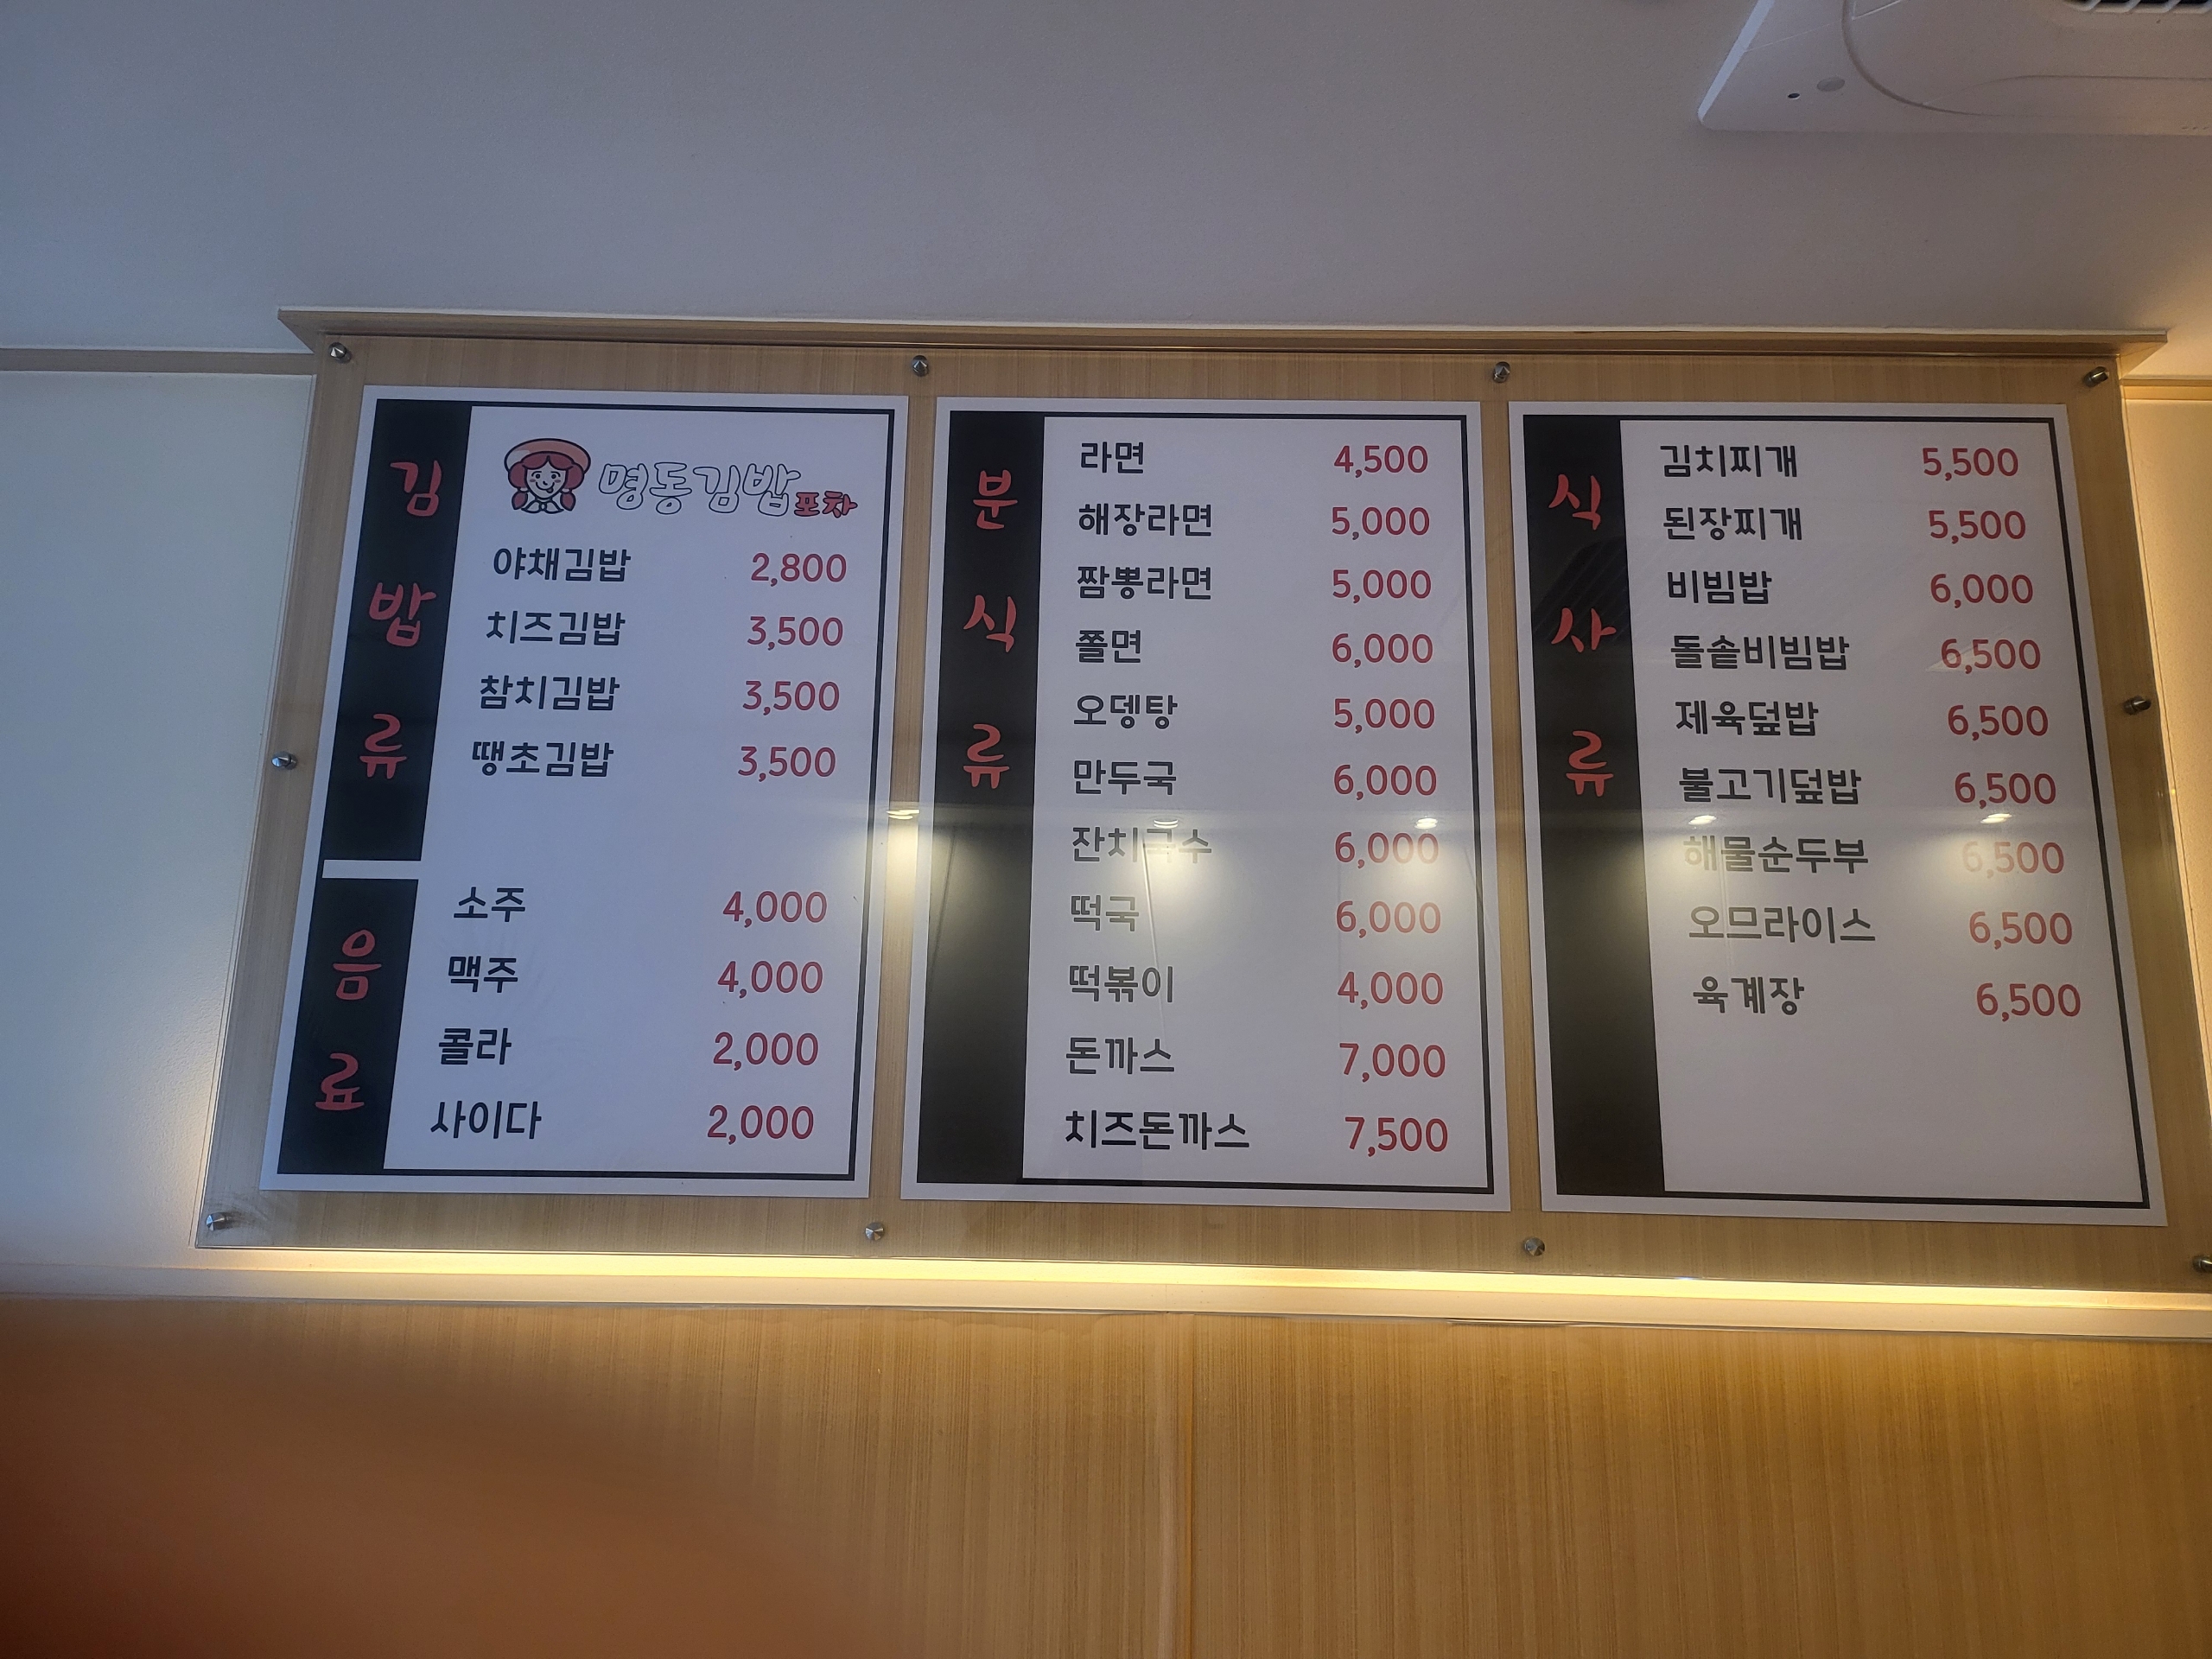 김밥류
명동김밥포차
야채김밥 2,800
치즈김밥 3,500
참치김밥 3,500
땡초김밥 3,500
음료
소주 4,000
맥주 4,000
콜라 2,000
사이다 2,000
분식류
라면 4,500
해장라면 5,000
짬뽕라면 5,000
쫄면 6,000
오뎅탕 5,000
만두국 6,000
잔치국수 6,000
떡국 6,000
떡볶이 4,000
돈까스 7,000
치즈돈까스 7,500
식사류
김치찌개 5,500
된장찌개 5,500
비빔밥 6,000
돌솥비빔밥 6,500
제육덮밥 6,500
불고기덮밥 6,500
해물순두부 6,500
오므라이스 6,500
육계장 6,500